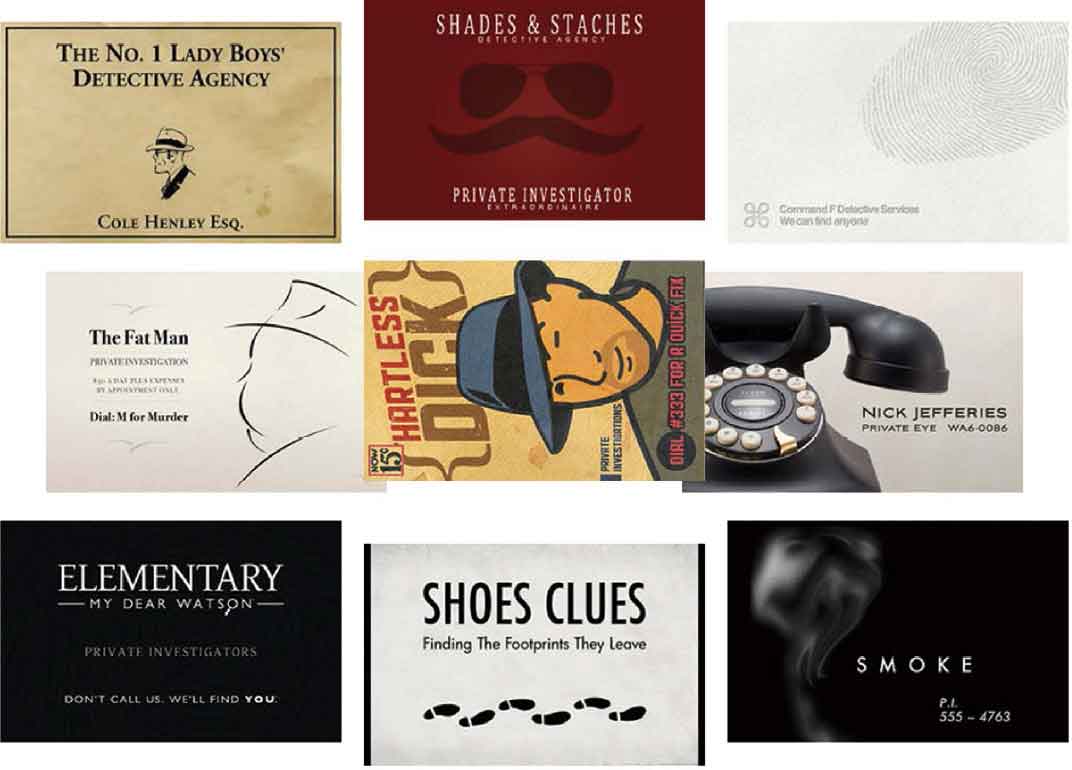 THE NO. 1 LADY BOYS'
DETECTIVE AGENCY
COLE HENLEY ESQ.
SHADES & STACHES
DETECTIVE AGENCY
PRIVATE INVESTIGATOR
EXTRAORDINAIRE
Command F Detective Services
We can find anyone
The Fat Man
PRIVATE INVESTIGATION
A DAY PLUS EXPENSES
BY APPOINTMENT ONLY.
Dial: M for Murder
HARTLESS
{DICK}
NOW
15¢
PRIVATE
INVESTIGATIONS
DIAL #333 FOR A QUICK FIX
NICK JEFFERIES
PRIVATE EYE WA6-0086
ELEMENTARY
MY DEAR WATSON
PRIVATE INVESTIGATORS
DON'T CALL US. WE'LL FIND YOU.
SHOES CLUES
Finding The Footprints They Leave
SMOKE
P.I.
555 – 4763